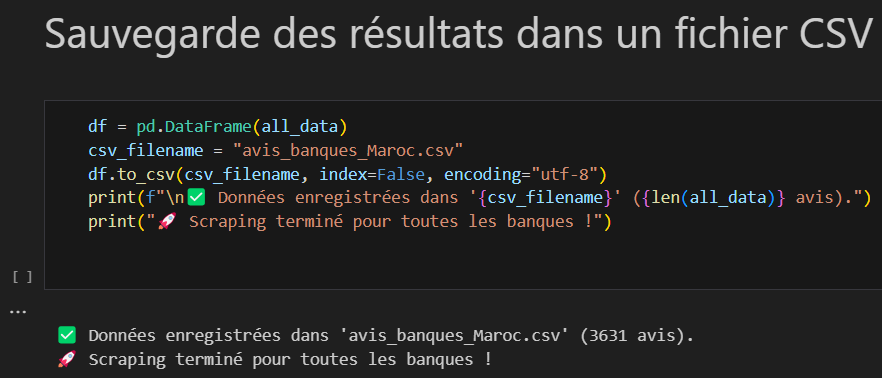 Sauvegarde des résultats dans un fichier CSV
df = pd.DataFrame(all_data)
csv_filename = "avis_banques_Maroc.csv"
df.to_csv(csv_filename, index=False, encoding="utf-8")
print(f"\n✅ Données enregistrées dans '{csv_filename}' ({len(all_data)} avis).")
print("🚀 Scraping terminé pour toutes les banques !")
[ ]
...
✅ Données enregistrées dans 'avis_banques_Maroc.csv' (3631 avis).
🚀 Scraping terminé pour toutes les banques !